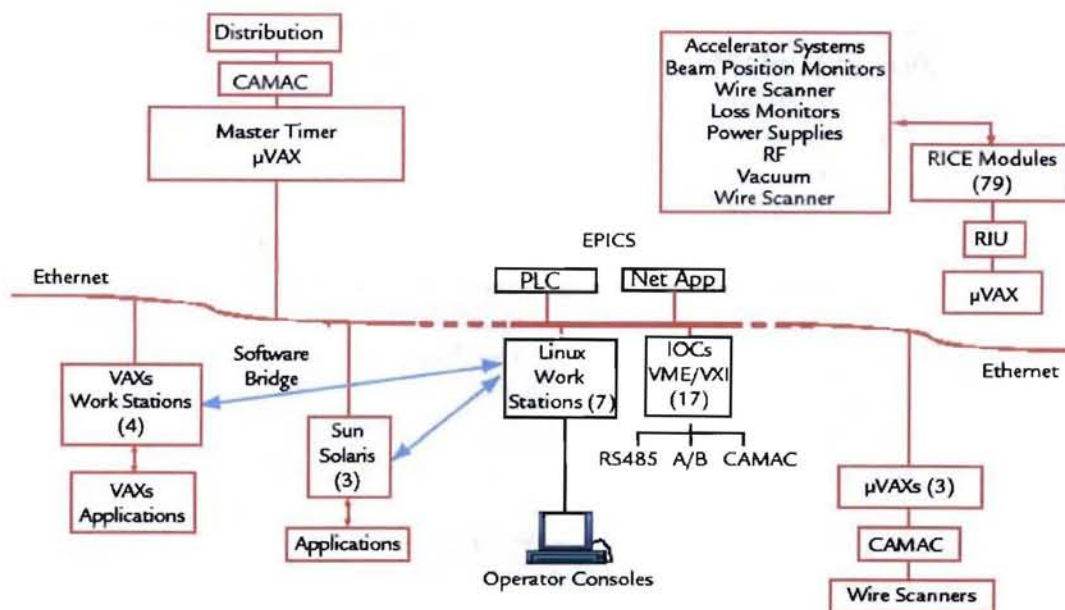 Distribution
CAMAC
Master Timer
µVAX
Accelerator Systems
Beam Position Monitors
Wire Scanner
Loss Monitors
Power Supplies
RF
Vacuum
Wire Scanner
RICE Modules
(79)
RIU
µVAX
EPICS
PLC
Net App
Ethernet
Software
Bridge
VAXs
Work Stations
(4)
VAXs
Applications
Sun
Solaris
(3)
Applications
Linux
Work
Stations (7)
IOCs
VME/VXI
(17)
RS485 A/B CAMAC
Operator Consoles
Ethernet
µVAXs (3)
CAMAC
Wire Scanners